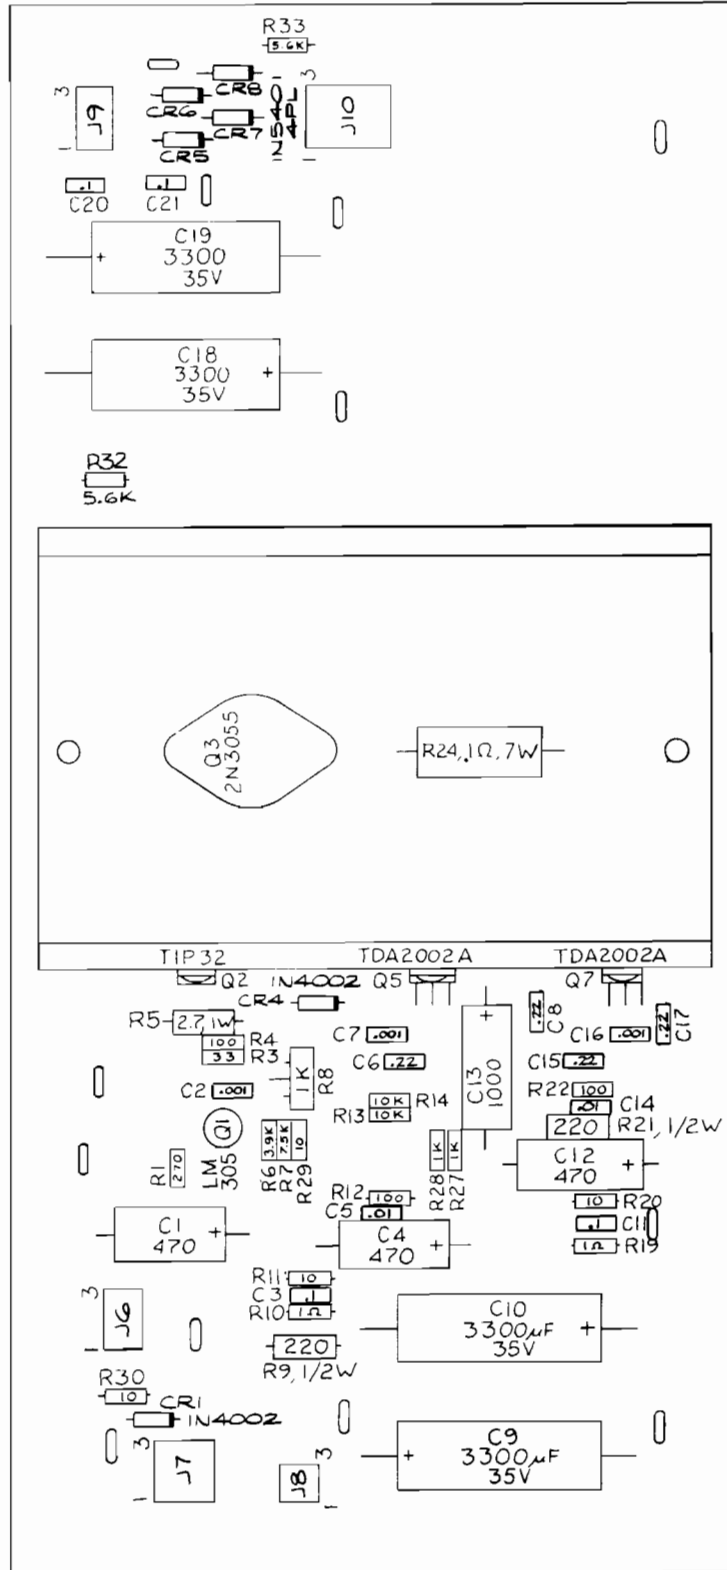 R33
5.6K
3
CR8
3
J9
CR6
IN5401
4PL
J10
CR7
1
CR5
1
.1
.1
C20
C21
C19
+ 3300
35V
C18
3300 +
35V
R32
5.6K
Q3
2N3055
R24, .1Ω, 7W
TIP32
TDA2002A
TDA2002A
Q2
IN4002
Q5
Q7
CR4
R5
2.7, 1W
+
.22
C8
.22
C17
C7
.001
C16
.001
100
R4
33
R3
C6
.22
C13
1000
C15
.22
1K
R8
C2
.001
R22
100
10K
R14
R13
10K
.01
C14
220
R21, 1/2W
Q1
LM
305
R1
270
3.9K
7.5K
10
R6
R7
R29
1K
1K
R28
R27
C12
470 +
R12
100
C5
.01
10
R20
.1
C11
1Ω
R19
C1
470 +
C4
470 +
R11
10
C3
.1
R10
1Ω
3
J6
1
220
R9, 1/2W
C10
3300µF +
35V
R30
10
CR1
IN4002
3
J7
1
J8
3
1
C9
+ 3300µF
35V